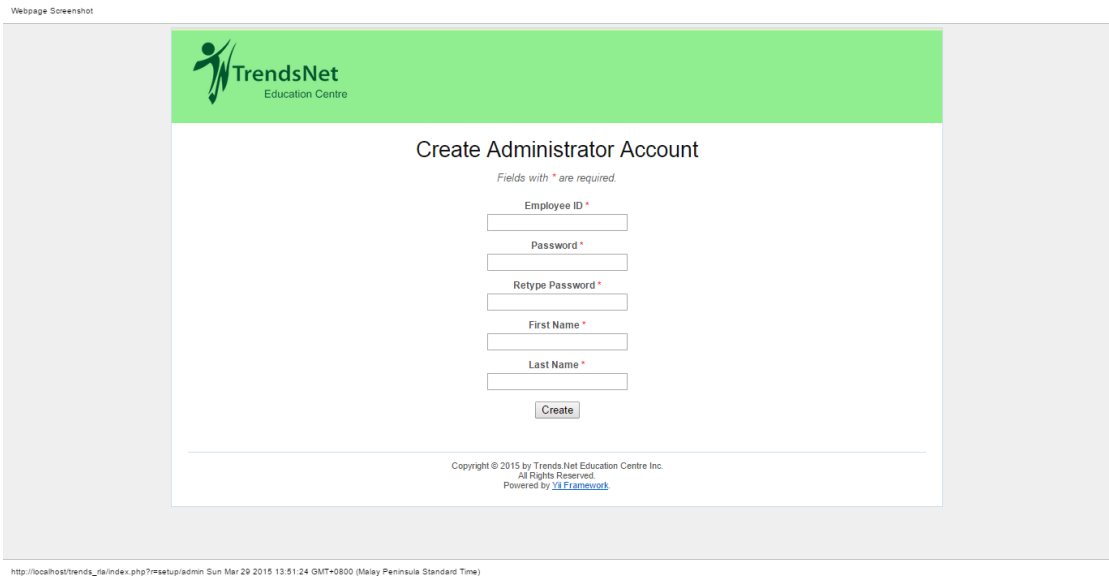 Webpage Screenshot
TrendsNet
Education Centre
Create Administrator Account
Fields with * are required.
Employee ID *
Password *
Retype Password *
First Name *
Last Name *
Create
Copyright © 2015 by Trends.Net Education Centre Inc.
All Rights Reserved.
Powered by Yii Framework.
http://localhost/trends_rla/index.php?r=setup/admin Sun Mar 29 2015 13:51:24 GMT+0800 (Malay Peninsula Standard Time)